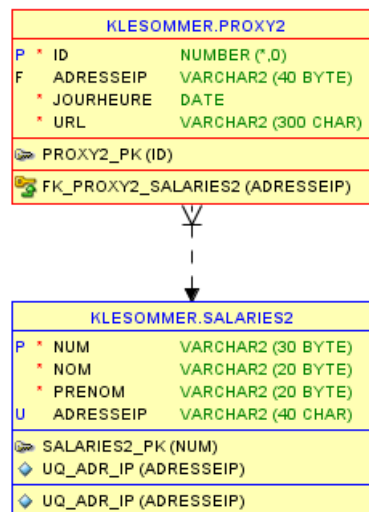 KLESOMMER.PROXY2
P * ID NUMBER (*,0)
F ADRESSEIP VARCHAR2 (40 BYTE)
* JOURHEURE DATE
* URL VARCHAR2 (300 CHAR)
PROXY2_PK (ID)
FK_PROXY2_SALARIES2 (ADRESSEIP)
KLESOMMER.SALARIES2
P * NUM VARCHAR2 (30 BYTE)
* NOM VARCHAR2 (20 BYTE)
* PRENOM VARCHAR2 (20 BYTE)
U ADRESSEIP VARCHAR2 (40 CHAR)
SALARIES2_PK (NUM)
UQ_ADR_IP (ADRESSEIP)
UQ_ADR_IP (ADRESSEIP)